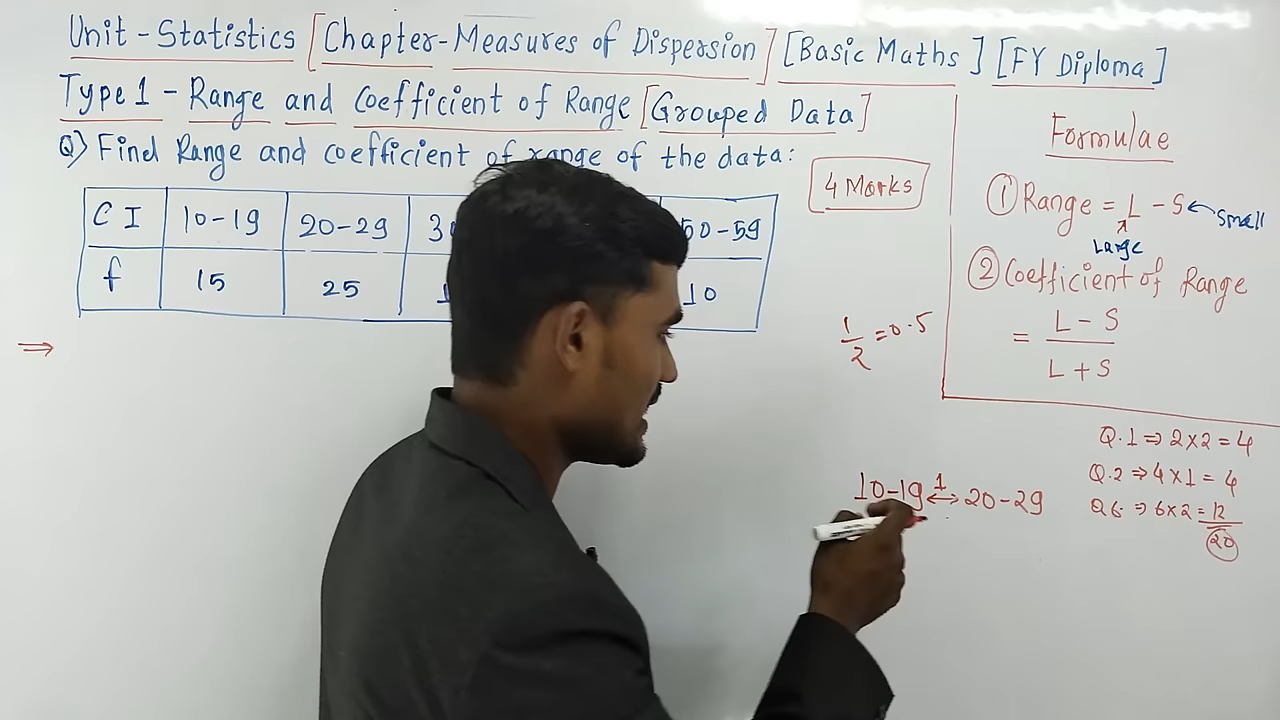 Unit - Statistics [Chapter - Measures of Dispersion] [Basic Maths] [FY Diploma]
Type 1 - Range and Coefficient of Range [Grouped Data]
Q) Find Range and coefficient of range of the data:
4 Marks
C I 10-19 20-29 50-59
f 15 25 10
⇒
1/2 = 0.5
Formulae
① Range = L - S ← Small
↑ Large
② Coefficient of Range
= L - S / L + S
Q.1 ⇒ 2×2 = 4
Q.2 ⇒ 4×1 = 4
Q6. ⇒ 6×2 = 12
20
10-19 1 ↔ 20-29